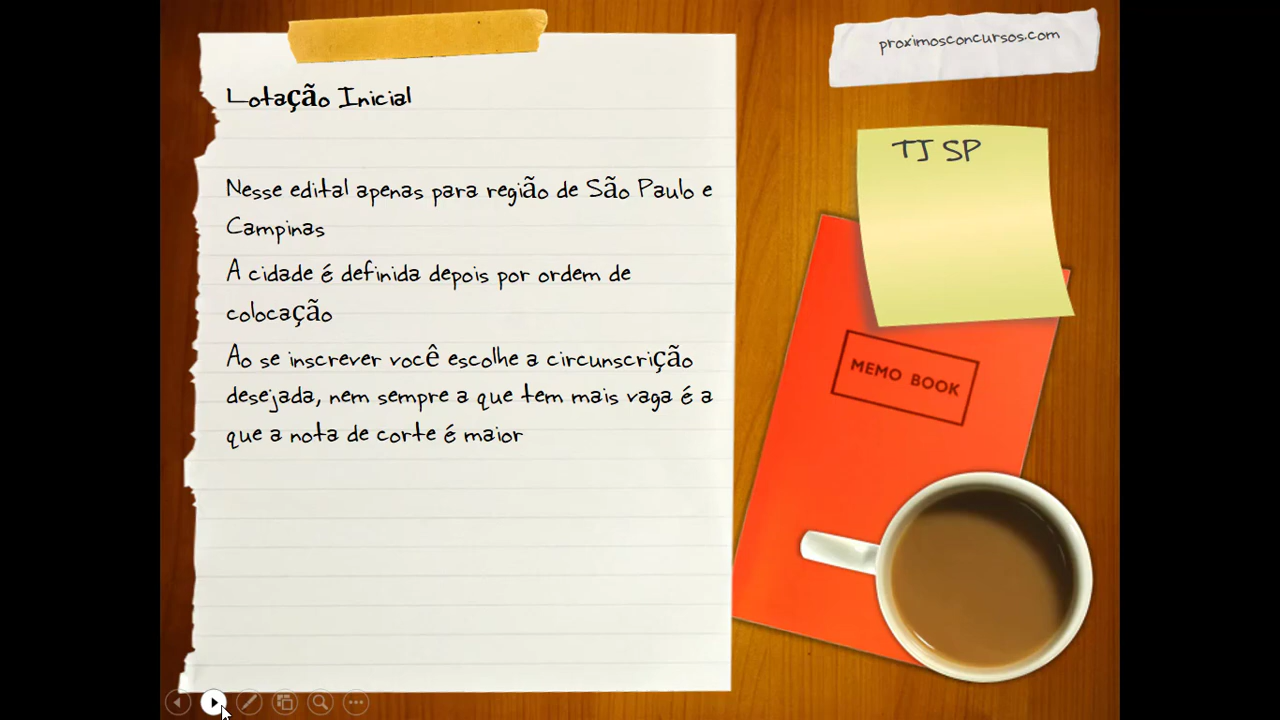 Lotação Inicial
Nesse edital apenas para região de São Paulo e
Campinas
A cidade é definida depois por ordem de
colocação
Ao se inscrever você escolhe a circunscrição
desejada, nem sempre a que tem mais vaga é a
que a nota de corte é maior
proximosconcursos.com
TJ SP
MEMO BOOK